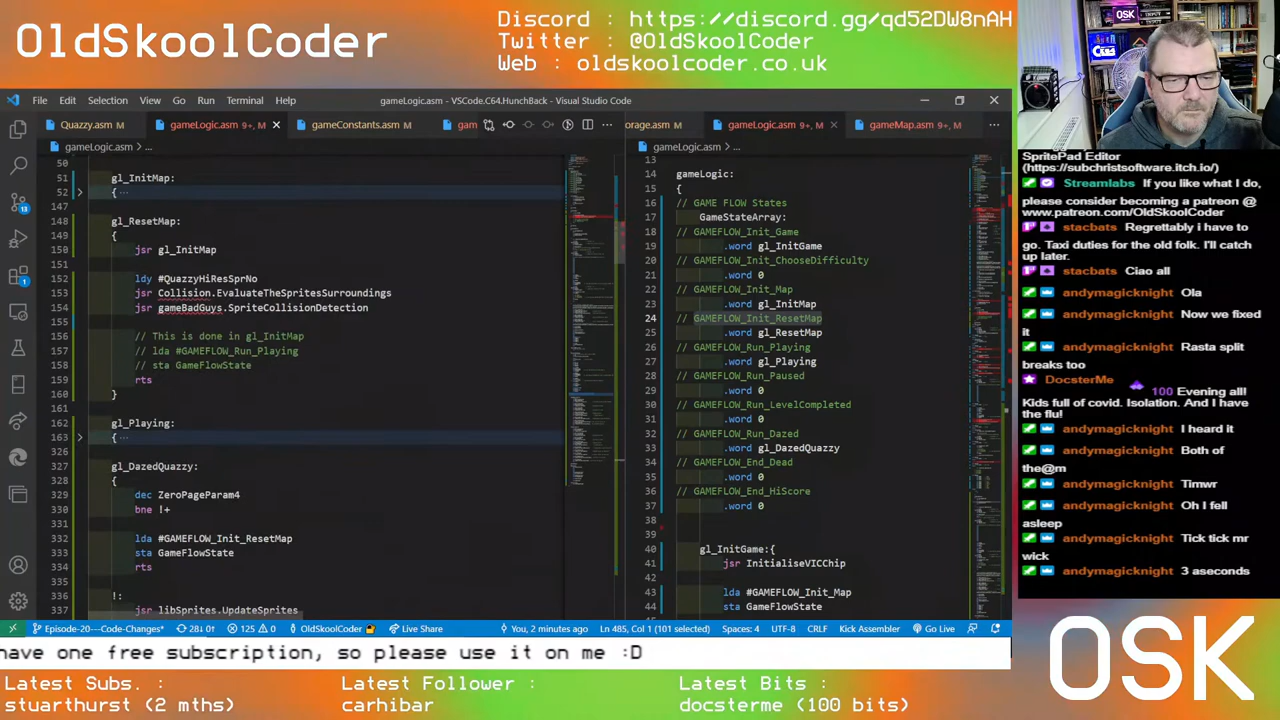 OldSkoolCoder
Discord : https://discord.gg/qd52DW8nAH
Twitter : @OldSkoolCoder
Web : oldskoolcoder.co.uk
File Edit Selection View Go Run Terminal Help
gameLogic.asm - VSCode.C64.HunchBack - Visual Studio Code
Quazzy.asm M
gameLogic.asm 9+, M
gameConstants.asm M
gam
orage.asm M
gameLogic.asm 9+, M
gameMap.asm 9+, M
gameLogic.asm > ...
50
51 gl_InitMap:
52 {...
147
148 gl_ResetMap:
149 {
150 jsr gl_InitMap
151
152 ldy #QuazzyHiResSprNo
153 jsr Collision.EvaluateThSpritesSurroundings
154 jsr gameBadGuys.SpriteCollisionDetection
155
156 // This is done in gl_InitMap
157 // lda #GAMEFLOW_Run_Playing
158 // sta GameFlowState
159 rts
160 }
161
162 gl_Playing:
163 {...
326
327 gl_DazedQuazzy:
328 {
329 dec ZeroPageParam4
330 bne !+
331
332 lda #GAMEFLOW_Init_ResetMap
333 sta GameFlowState
334 rts
335
336 !:
337 jsr libSprites.UpdateSprites
gameLogic.asm > ...
13
14 gameLogic:
15 {
16 // GAME FLOW States
17 GameStateArray:
18 // GAMEFLOW_Init_Game
19 .word gl_InitGame
20 // GAMEFLOW_Init_ChooseDifficulty
21 .word 0
22 // GAMEFLOW_Init_Map
23 .word gl_InitMap
24 // GAMEFLOW_Init_ResetMap
25 .word gl_ResetMap
26 // GAMEFLOW_Run_Playing
27 .word gl_Playing
28 // GAMEFLOW_Run_Paused
29 .word 0
30 // GAMEFLOW_Run_LevelCompleted
31 .word 0
32 // GAMEFLOW_Run_Dazed
33 .word gl_DazedQuazzy
34 // GAMEFLOW_End_Dead
35 .word 0
36 // GAMEFLOW_End_HiScore
37 .word 0
38
39
40 gl_InitGame:{
41 jsr InitialiseVICChip
42
43 lda #GAMEFLOW_Init_Map
44 sta GameFlowState
Episode-20---Code-Changes* 28↓ 0↑ 125 0 OldSkoolCoder Live Share You, 2 minutes ago Ln 485, Col 1 (101 selected) Spaces: 4 UTF-8 CRLF Kick Assembler Go Live
SpritePad Editor
(https://subchristsoftware.itch.io/)
Streamlabs If you like what I do,
please consider becoming a patreon @
www.patreon.com/OldSkoolCoder
stacbats Regrettably i have to
go. Taxi duties for the old folk. I'll catch
up later.
stacbats Ciao all
andymagicknight Ola
andymagicknight Now we fixed
it
andymagicknight Rasta split
breaks too
DocsterMe 100 Evening all!
Kids full of covid. Isolation. And I have
the flu!
andymagicknight I heard it
andymagicknight Both of
the@m
andymagicknight Timwr
andymagicknight Oh I fell
asleep
andymagicknight Tick tick mr
wick
andymagicknight 3 aseconds
have one free subscription, so please use it on me :D
Latest Subs. :
stuarthurst (2 mths)
Latest Follower :
carhibar
Latest Bits :
docsterme (100 bits)
OSK